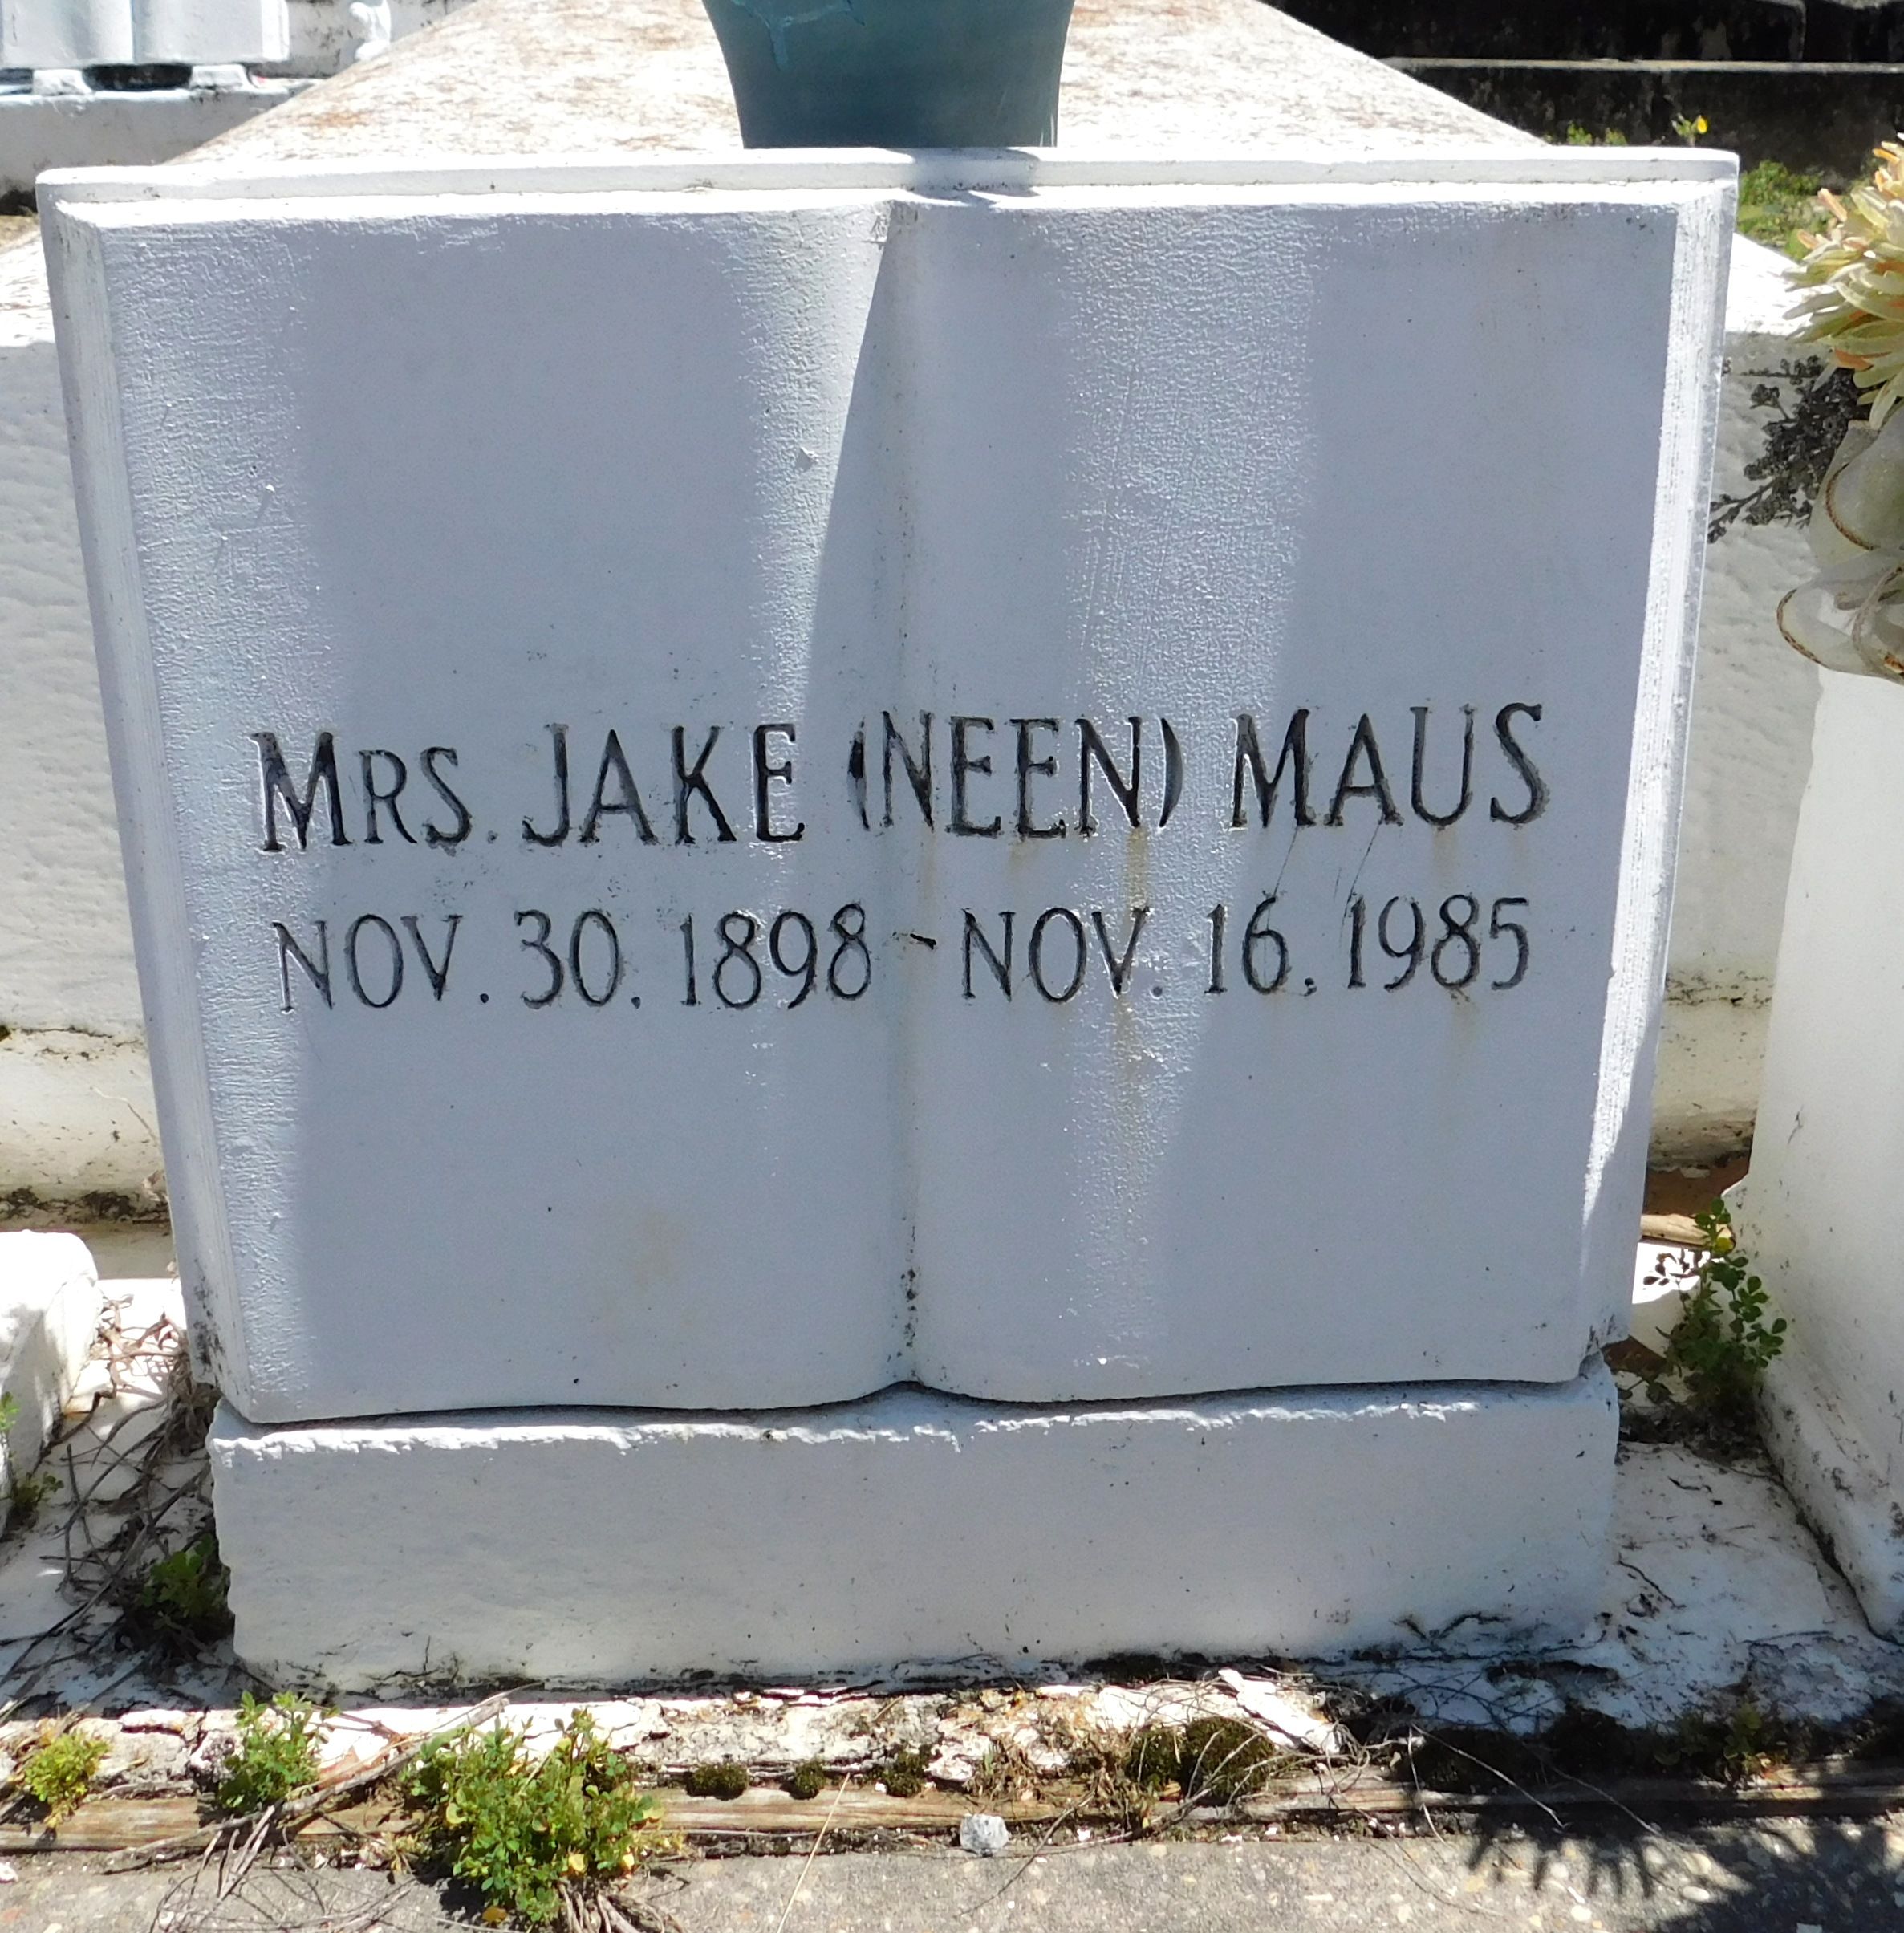 MRS. JAKE (NEEN) MAUS
NOV. 30. 1898 - NOV. 16, 1985